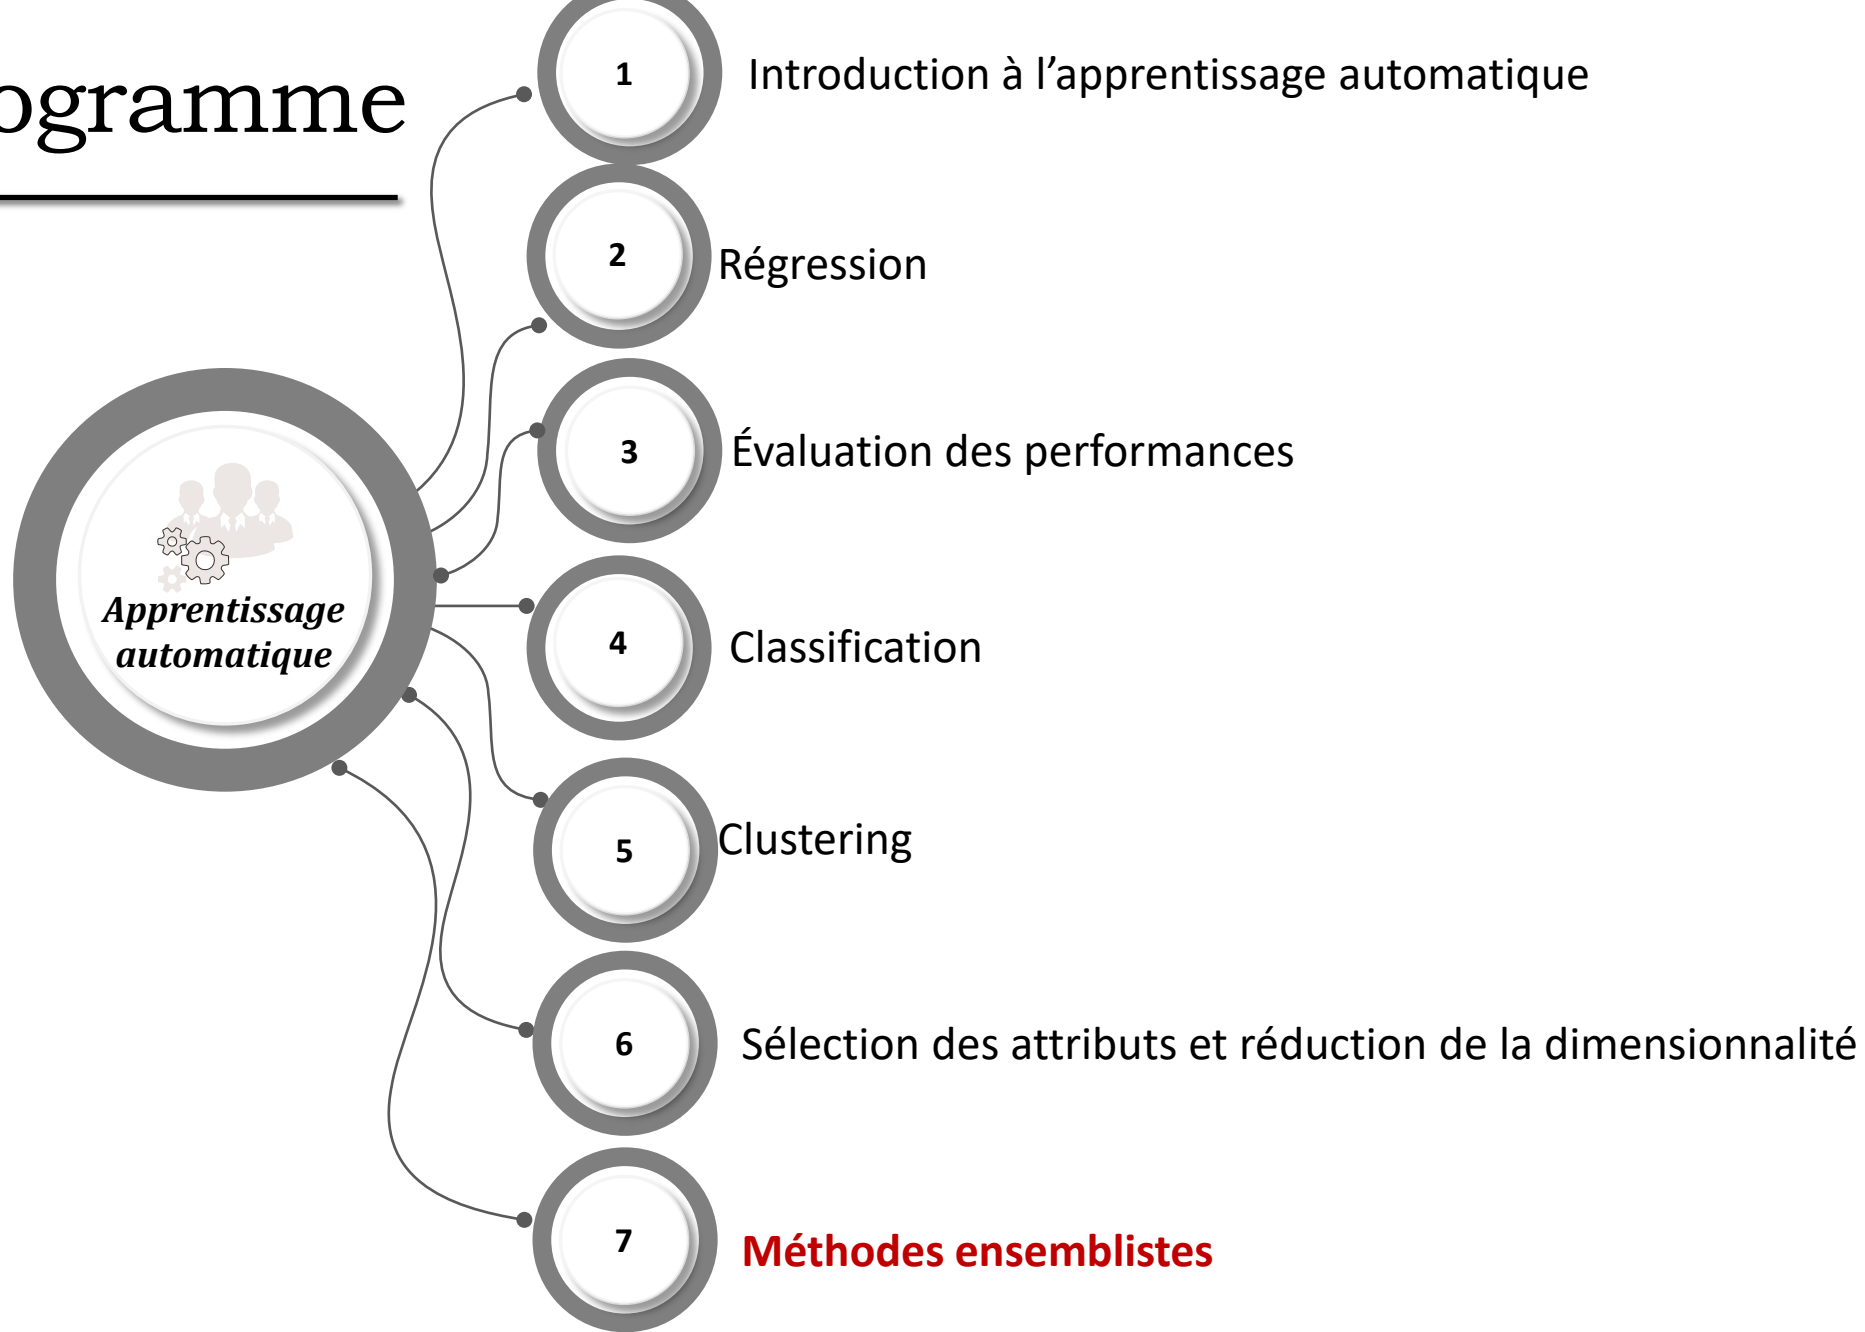 ogramme
1
Introduction à l’apprentissage automatique
2
Régression
3
Évaluation des performances
Apprentissage
automatique
4
Classification
5
Clustering
6
Sélection des attributs et réduction de la dimensionnalité
7
Méthodes ensemblistes